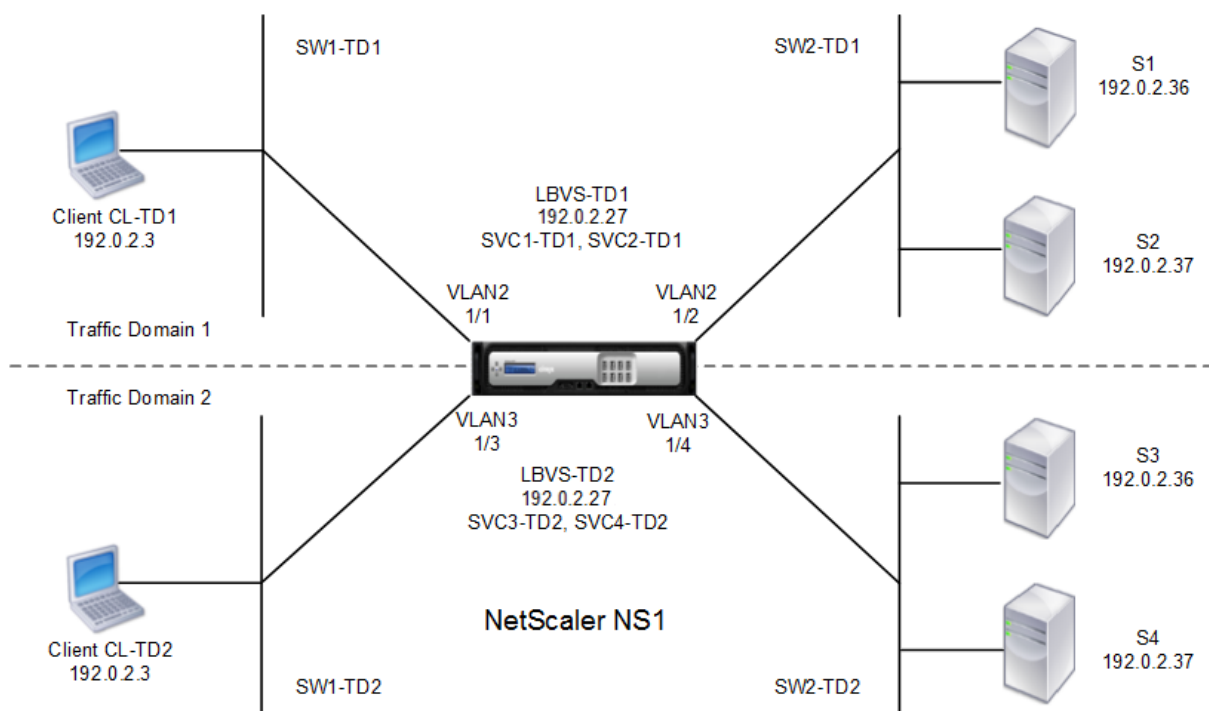 SW1-TD1
SW2-TD1
S1
192.0.2.36
Client CL-TD1
192.0.2.3
LBVS-TD1
192.0.2.27
SVC1-TD1, SVC2-TD1
S2
192.0.2.37
VLAN2
1/1
VLAN2
1/2
Traffic Domain 1
Traffic Domain 2
VLAN3
1/3
VLAN3
1/4
LBVS-TD2
192.0.2.27
SVC3-TD2, SVC4-TD2
S3
192.0.2.36
NetScaler NS1
Client CL-TD2
192.0.2.3
S4
192.0.2.37
SW1-TD2
SW2-TD2